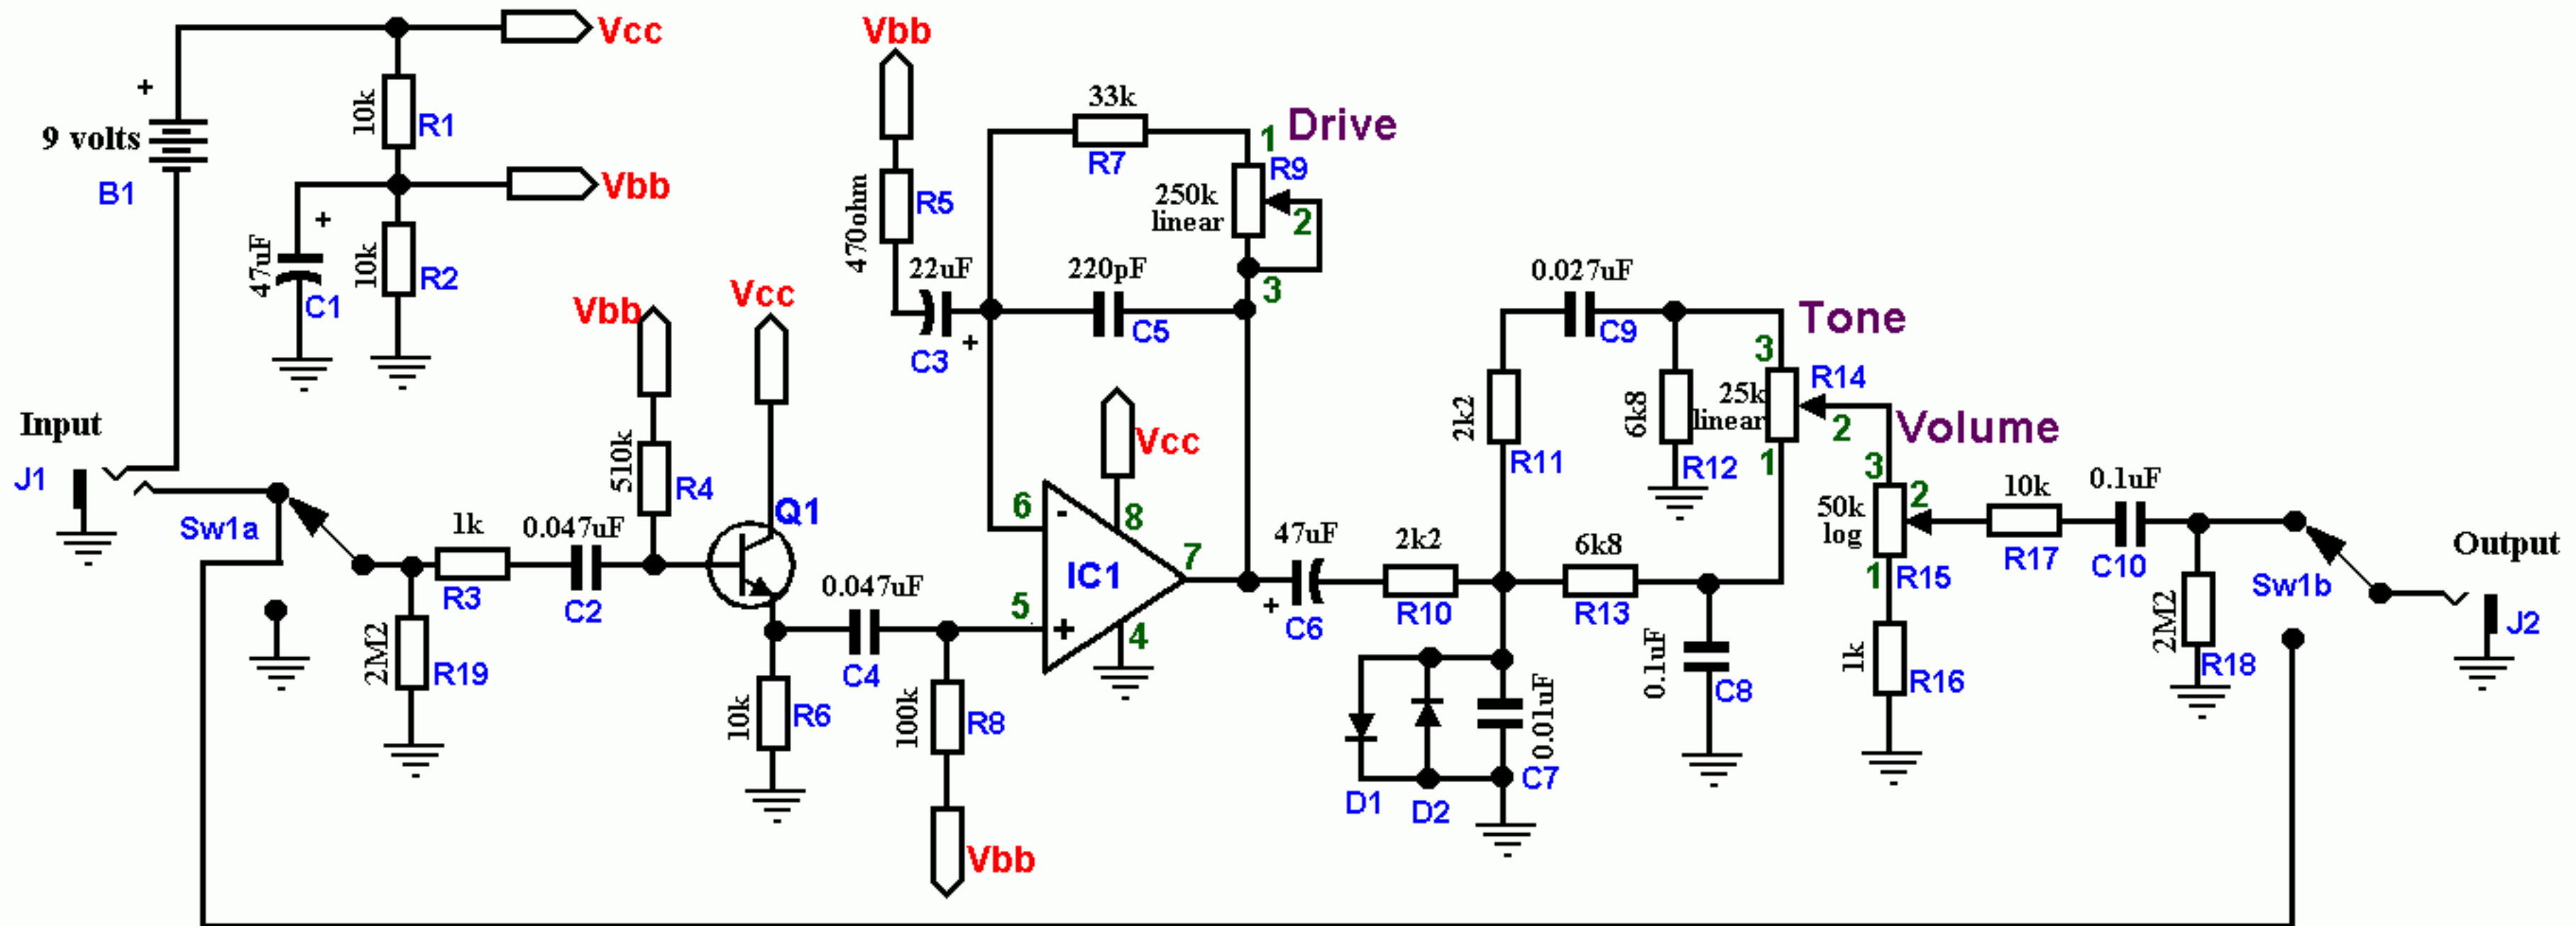 Vcc
+
9 volts
B1
10k
R1
Vbb
+
47uF
C1
10k
R2
Input
J1
Sw1a
1k
R3
0.047uF
C2
2M2
R19
Vbb
510k
R4
Vcc
Q1
10k
R6
0.047uF
C4
100k
R8
Vbb
Vbb
470ohm
R5
22uF
C3
+
33k
R7
1
Drive
R9
250k
linear
2
3
220pF
C5
Vcc
6
-
8
IC1
7
5
+
4
47uF
+
C6
2k2
R10
2k2
R11
0.027uF
C9
6k8
R12
6k8
R13
D1
D2
0.01uF
C7
0.1uF
C8
Tone
3
R14
25k
linear
2
1
Volume
3
2
50k
log
1
R15
1k
R16
10k
R17
0.1uF
C10
2M2
R18
Sw1b
Output
J2